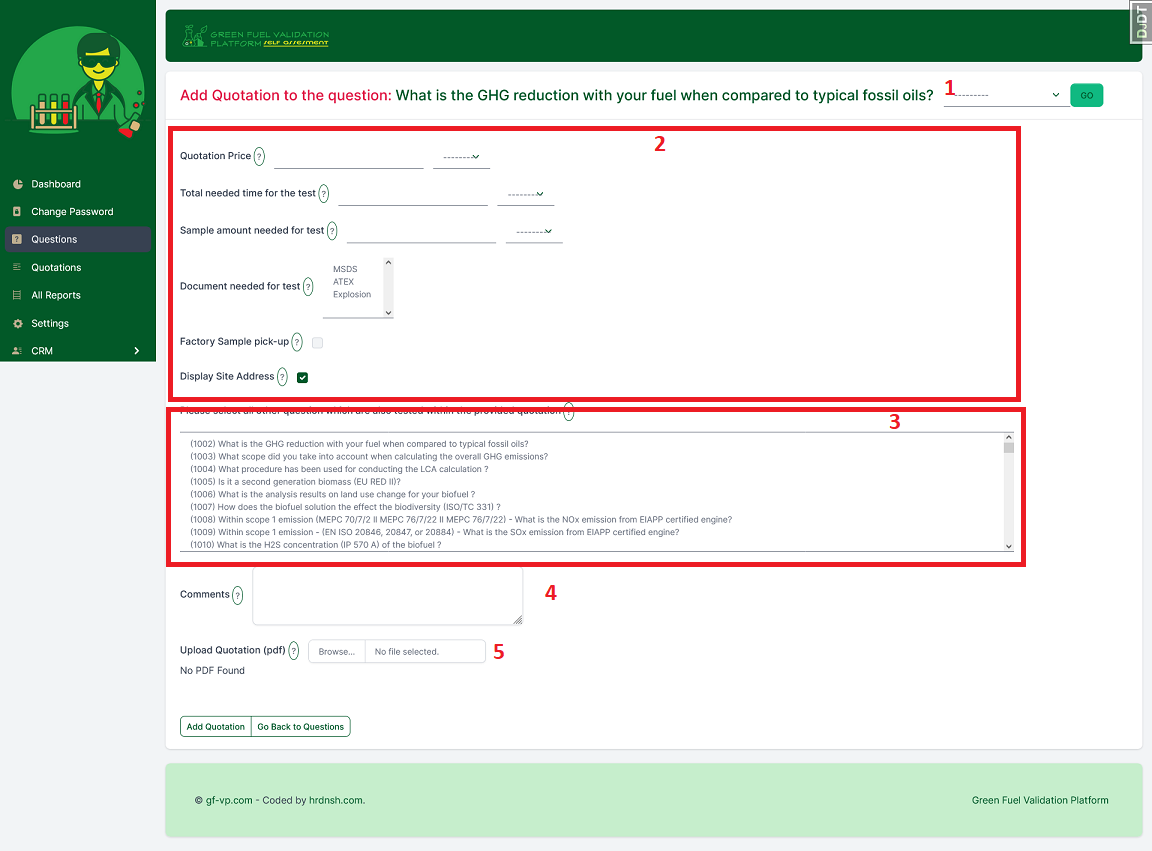 DJDT
GREEN FUEL VALIDATION
PLATFORM SELF ASSESMENT
Add Quotation to the question: What is the GHG reduction with your fuel when compared to typical fossil oils?
1
---------
GO
2
Quotation Price ?
---------
Total needed time for the test ?
---------
Sample amount needed for test ?
---------
Document needed for test ?
MSDS
ATEX
Explosion
Factory Sample pick-up ?
Display Site Address ?
Dashboard
Change Password
Questions
Quotations
All Reports
Settings
CRM
Please select all other question which are also tested within the provided quotation ?
3
(1002) What is the GHG reduction with your fuel when compared to typical fossil oils?
(1003) What scope did you take into account when calculating the overall GHG emissions?
(1004) What procedure has been used for conducting the LCA calculation ?
(1005) Is it a second generation biomass (EU RED II)?
(1006) What is the analysis results on land use change for your biofuel ?
(1007) How does the biofuel solution the effect the biodiversity (ISO/TC 331) ?
(1008) Within scope 1 emission (MEPC 70/7/2 II MEPC 76/7/22 II MEPC 76/7/22) - What is the NOx emission from EIAPP certified engine?
(1009) Within scope 1 emission - (EN ISO 20846, 20847, or 20884) - What is the SOx emission from EIAPP certified engine?
(1010) What is the H2S concentration (IP 570 A) of the biofuel ?
Comments ?
4
Upload Quotation (pdf) ?
Browse...
No file selected.
5
No PDF Found
Add Quotation
Go Back to Questions
© gf-vp.com - Coded by hrdnsh.com.
Green Fuel Validation Platform